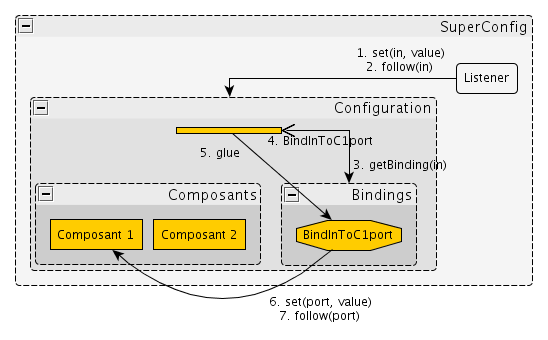 SuperConfig
1. set(in, value)
2. follow(in)
Listener
Configuration
4. BindInToC1port
5. glue
3. getBinding(in)
Composants
Bindings
Composant 1
Composant 2
BindInToC1port
6. set(port, value)
7. follow(port)